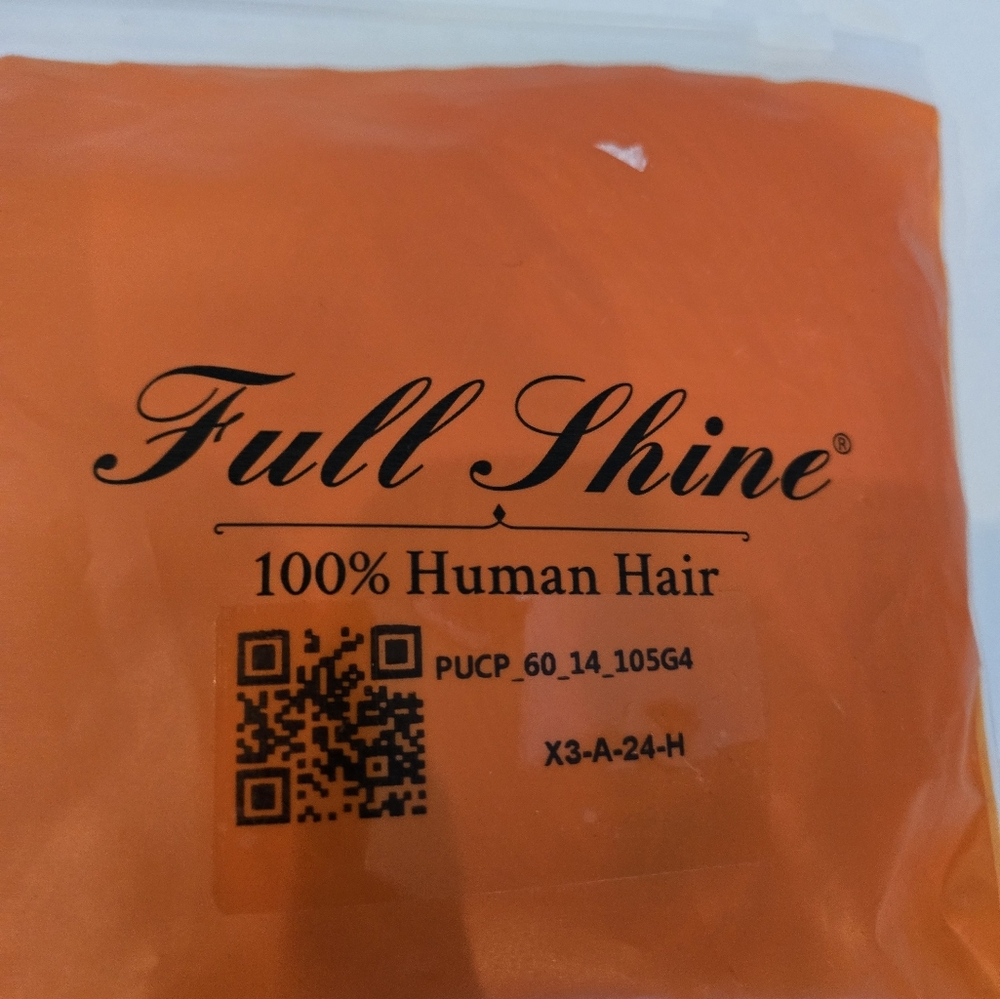 Full Shine®
100% Human Hair
PUCP_60_14_105G4
X3-A-24-H